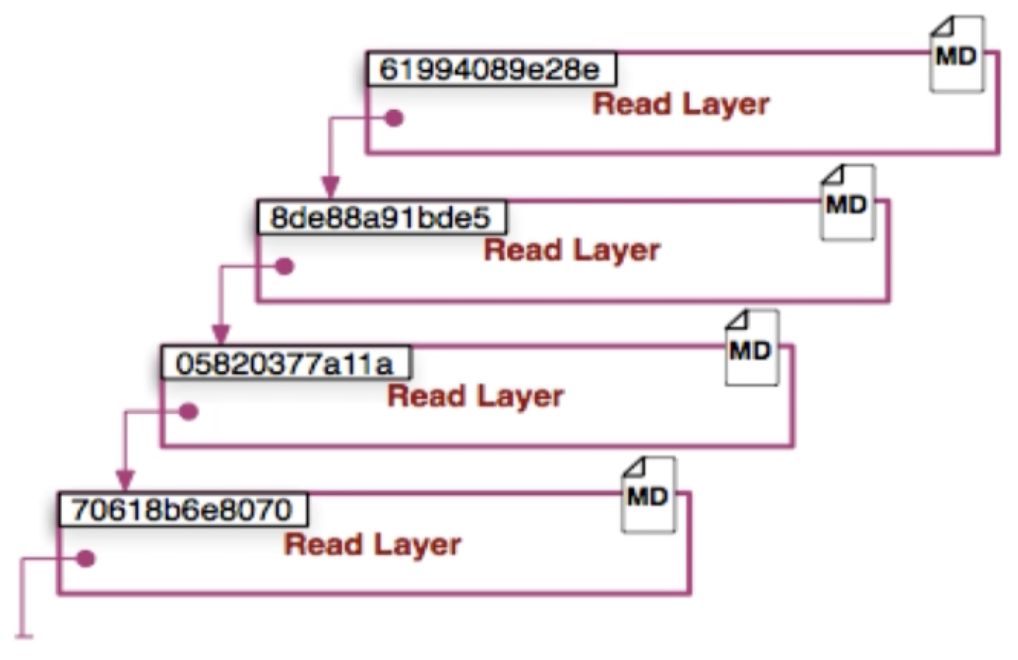 61994089e28e
MD
Read Layer
8de88a91bde5
MD
Read Layer
05820377a11a
MD
Read Layer
70618b6e8070
MD
Read Layer